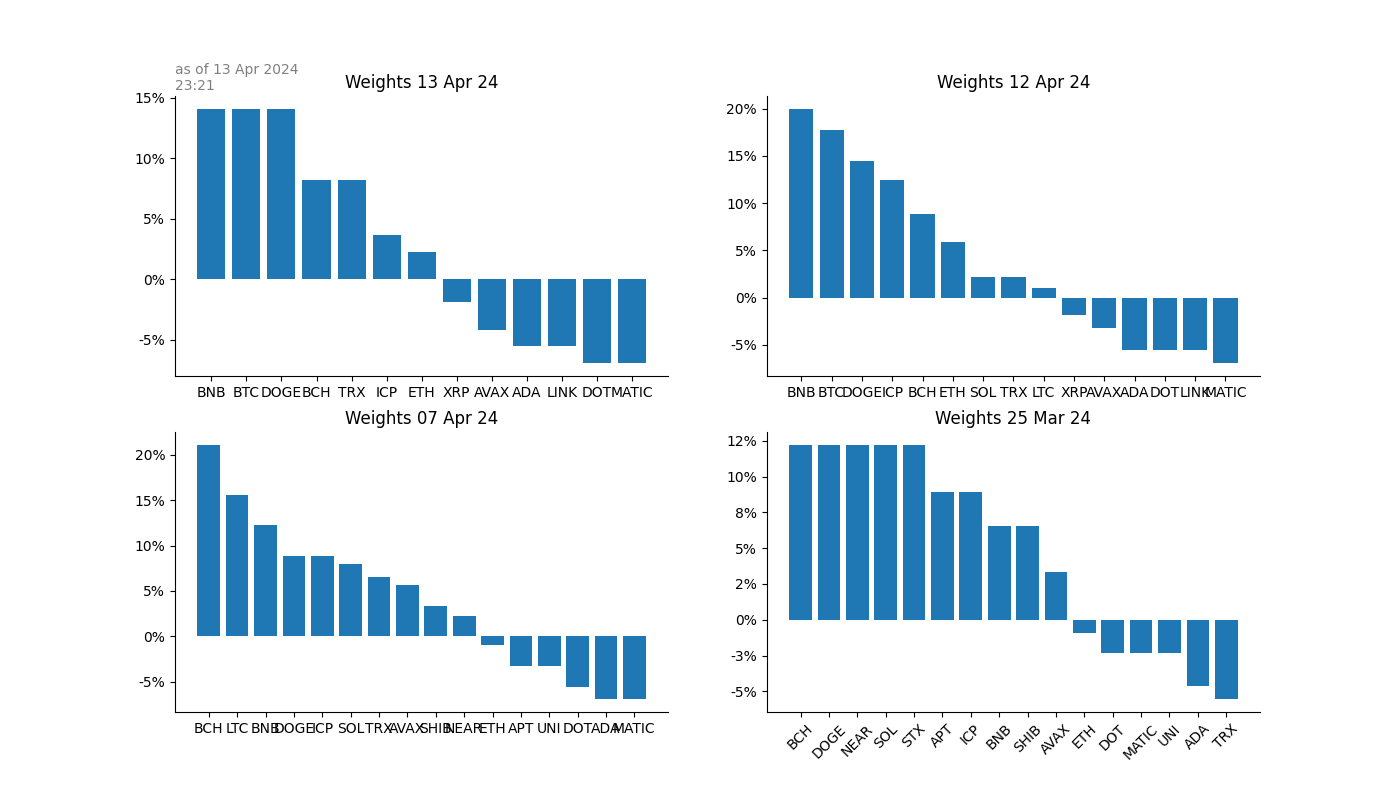 as of 13 Apr 2024
23:21
Weights 13 Apr 24
15%
10%
5%
0%
-5%
BNB BTC DOGE BCH TRX ICP ETH XRP AVAX ADA LINK DOT MATIC
Weights 12 Apr 24
20%
15%
10%
5%
0%
-5%
BNB BTC DOGE ICP BCH ETH SOL TRX LTC XRP AVAX ADA DOT LINK MATIC
Weights 07 Apr 24
20%
15%
10%
5%
0%
-5%
BCH LTC BNB DOGE ICP SOL TRX AVAX SHIB NEAR ETH APT UNI DOT ADA MATIC
Weights 25 Mar 24
12%
10%
8%
5%
2%
0%
-3%
-5%
BCH DOGE NEAR SOL STX APT ICP BNB SHIB AVAX ETH DOT MATIC UNI ADA TRX